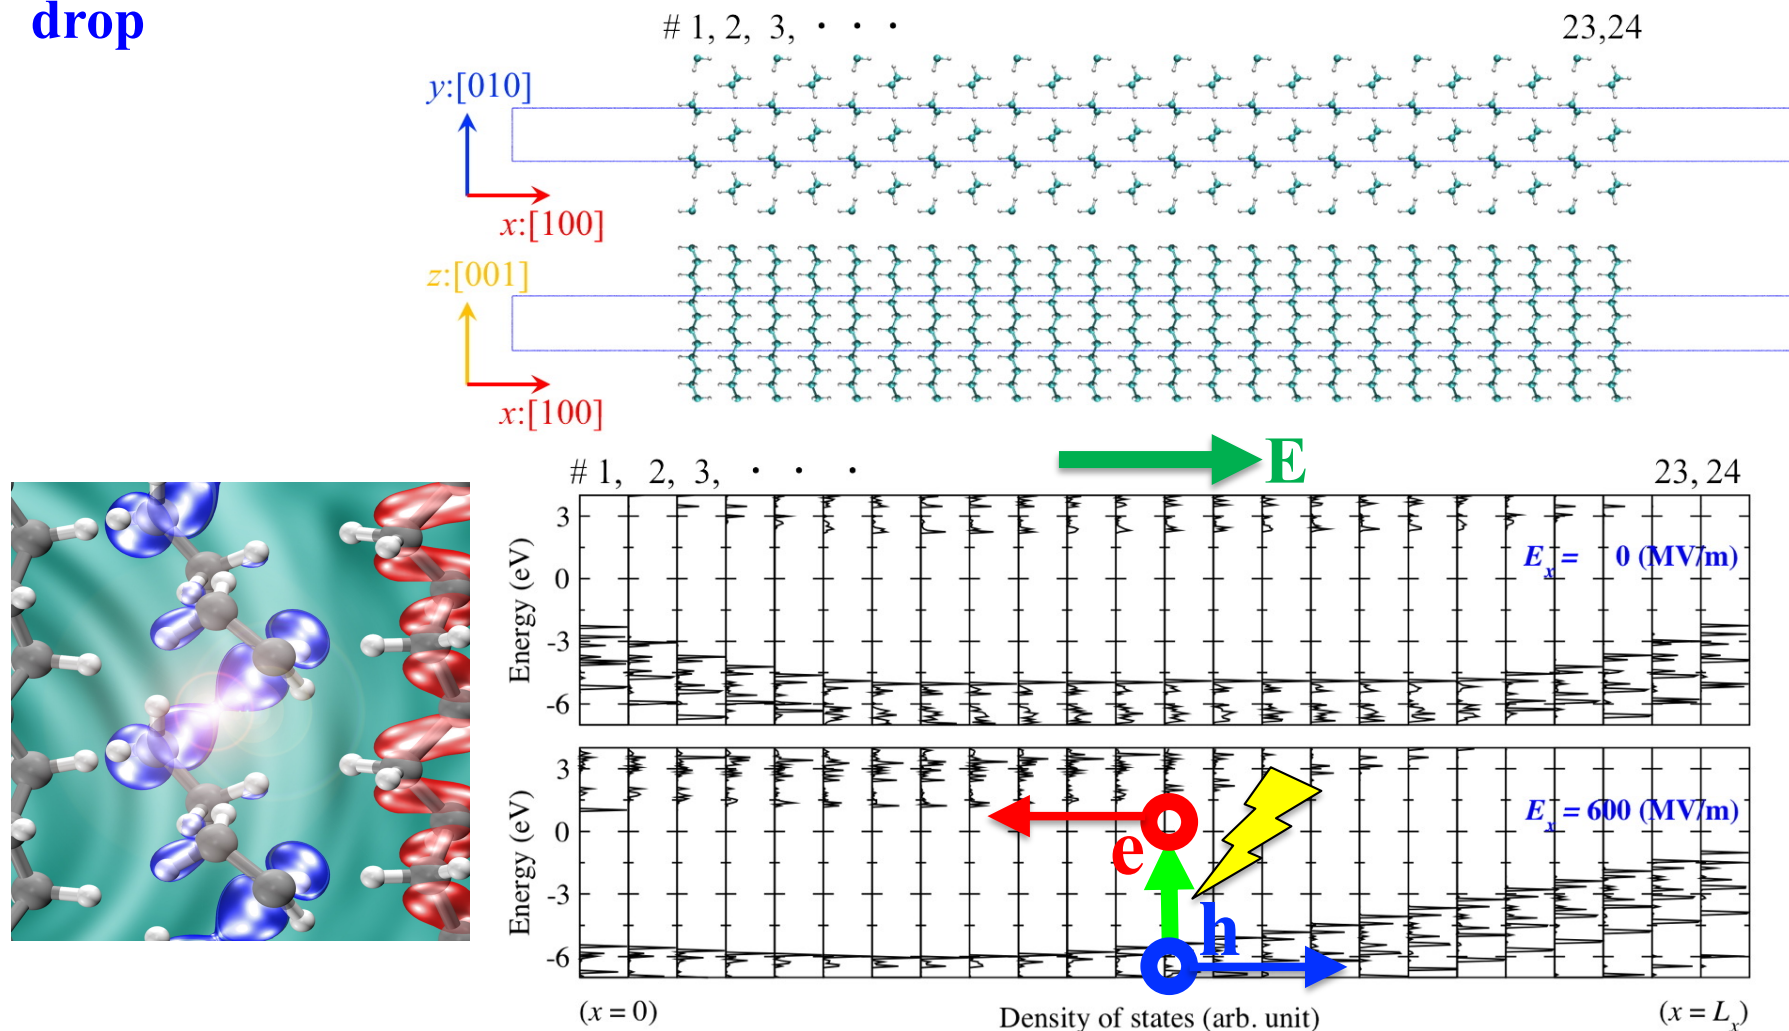 drop
# 1, 2, 3, · · · 23,24
y:[010]
x:[100]
z:[001]
x:[100]
E
# 1, 2, 3, · · · 23, 24
3
0
-3
-6
Energy (eV)
Eₓ = 0 (MV/m)
3
0
-3
-6
Energy (eV)
Eₓ = 600 (MV/m)
e
h
(x = 0)
Density of states (arb. unit)
(x = Lₓ)